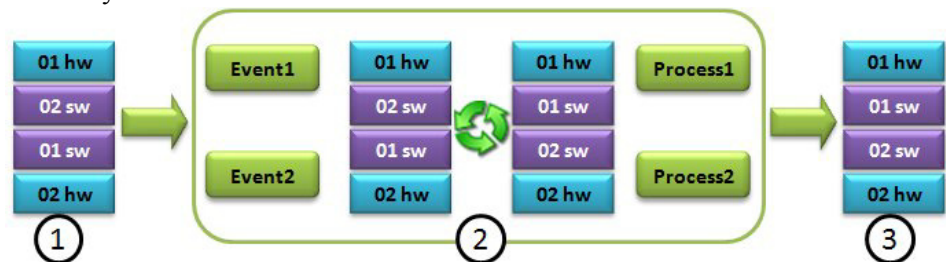 01 hw
02 sw
01 sw
02 hw
1
Event1
Event2
01 hw
02 sw
01 sw
02 hw
01 hw
01 sw
02 sw
02 hw
2
Process1
Process2
01 hw
01 sw
02 sw
02 hw
3